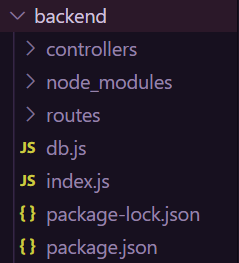 backend
controllers
node_modules
routes
JS db.js
JS index.js
{} package-lock.json
{} package.json